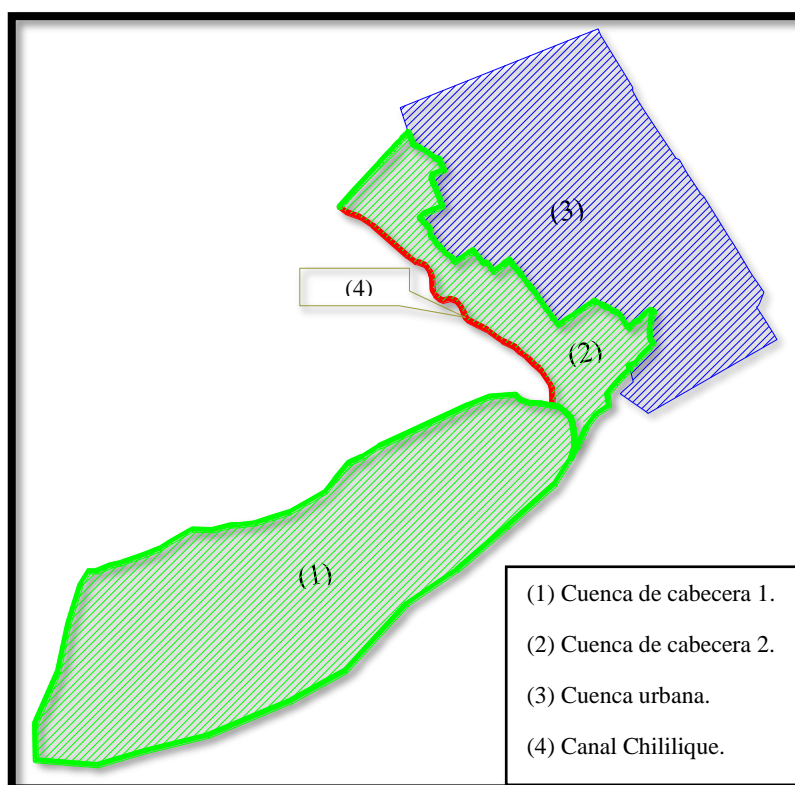 (3)
(4)
(2)
(1)
(1) Cuenca de cabecera 1.
(2) Cuenca de cabecera 2.
(3) Cuenca urbana.
(4) Canal Chililique.